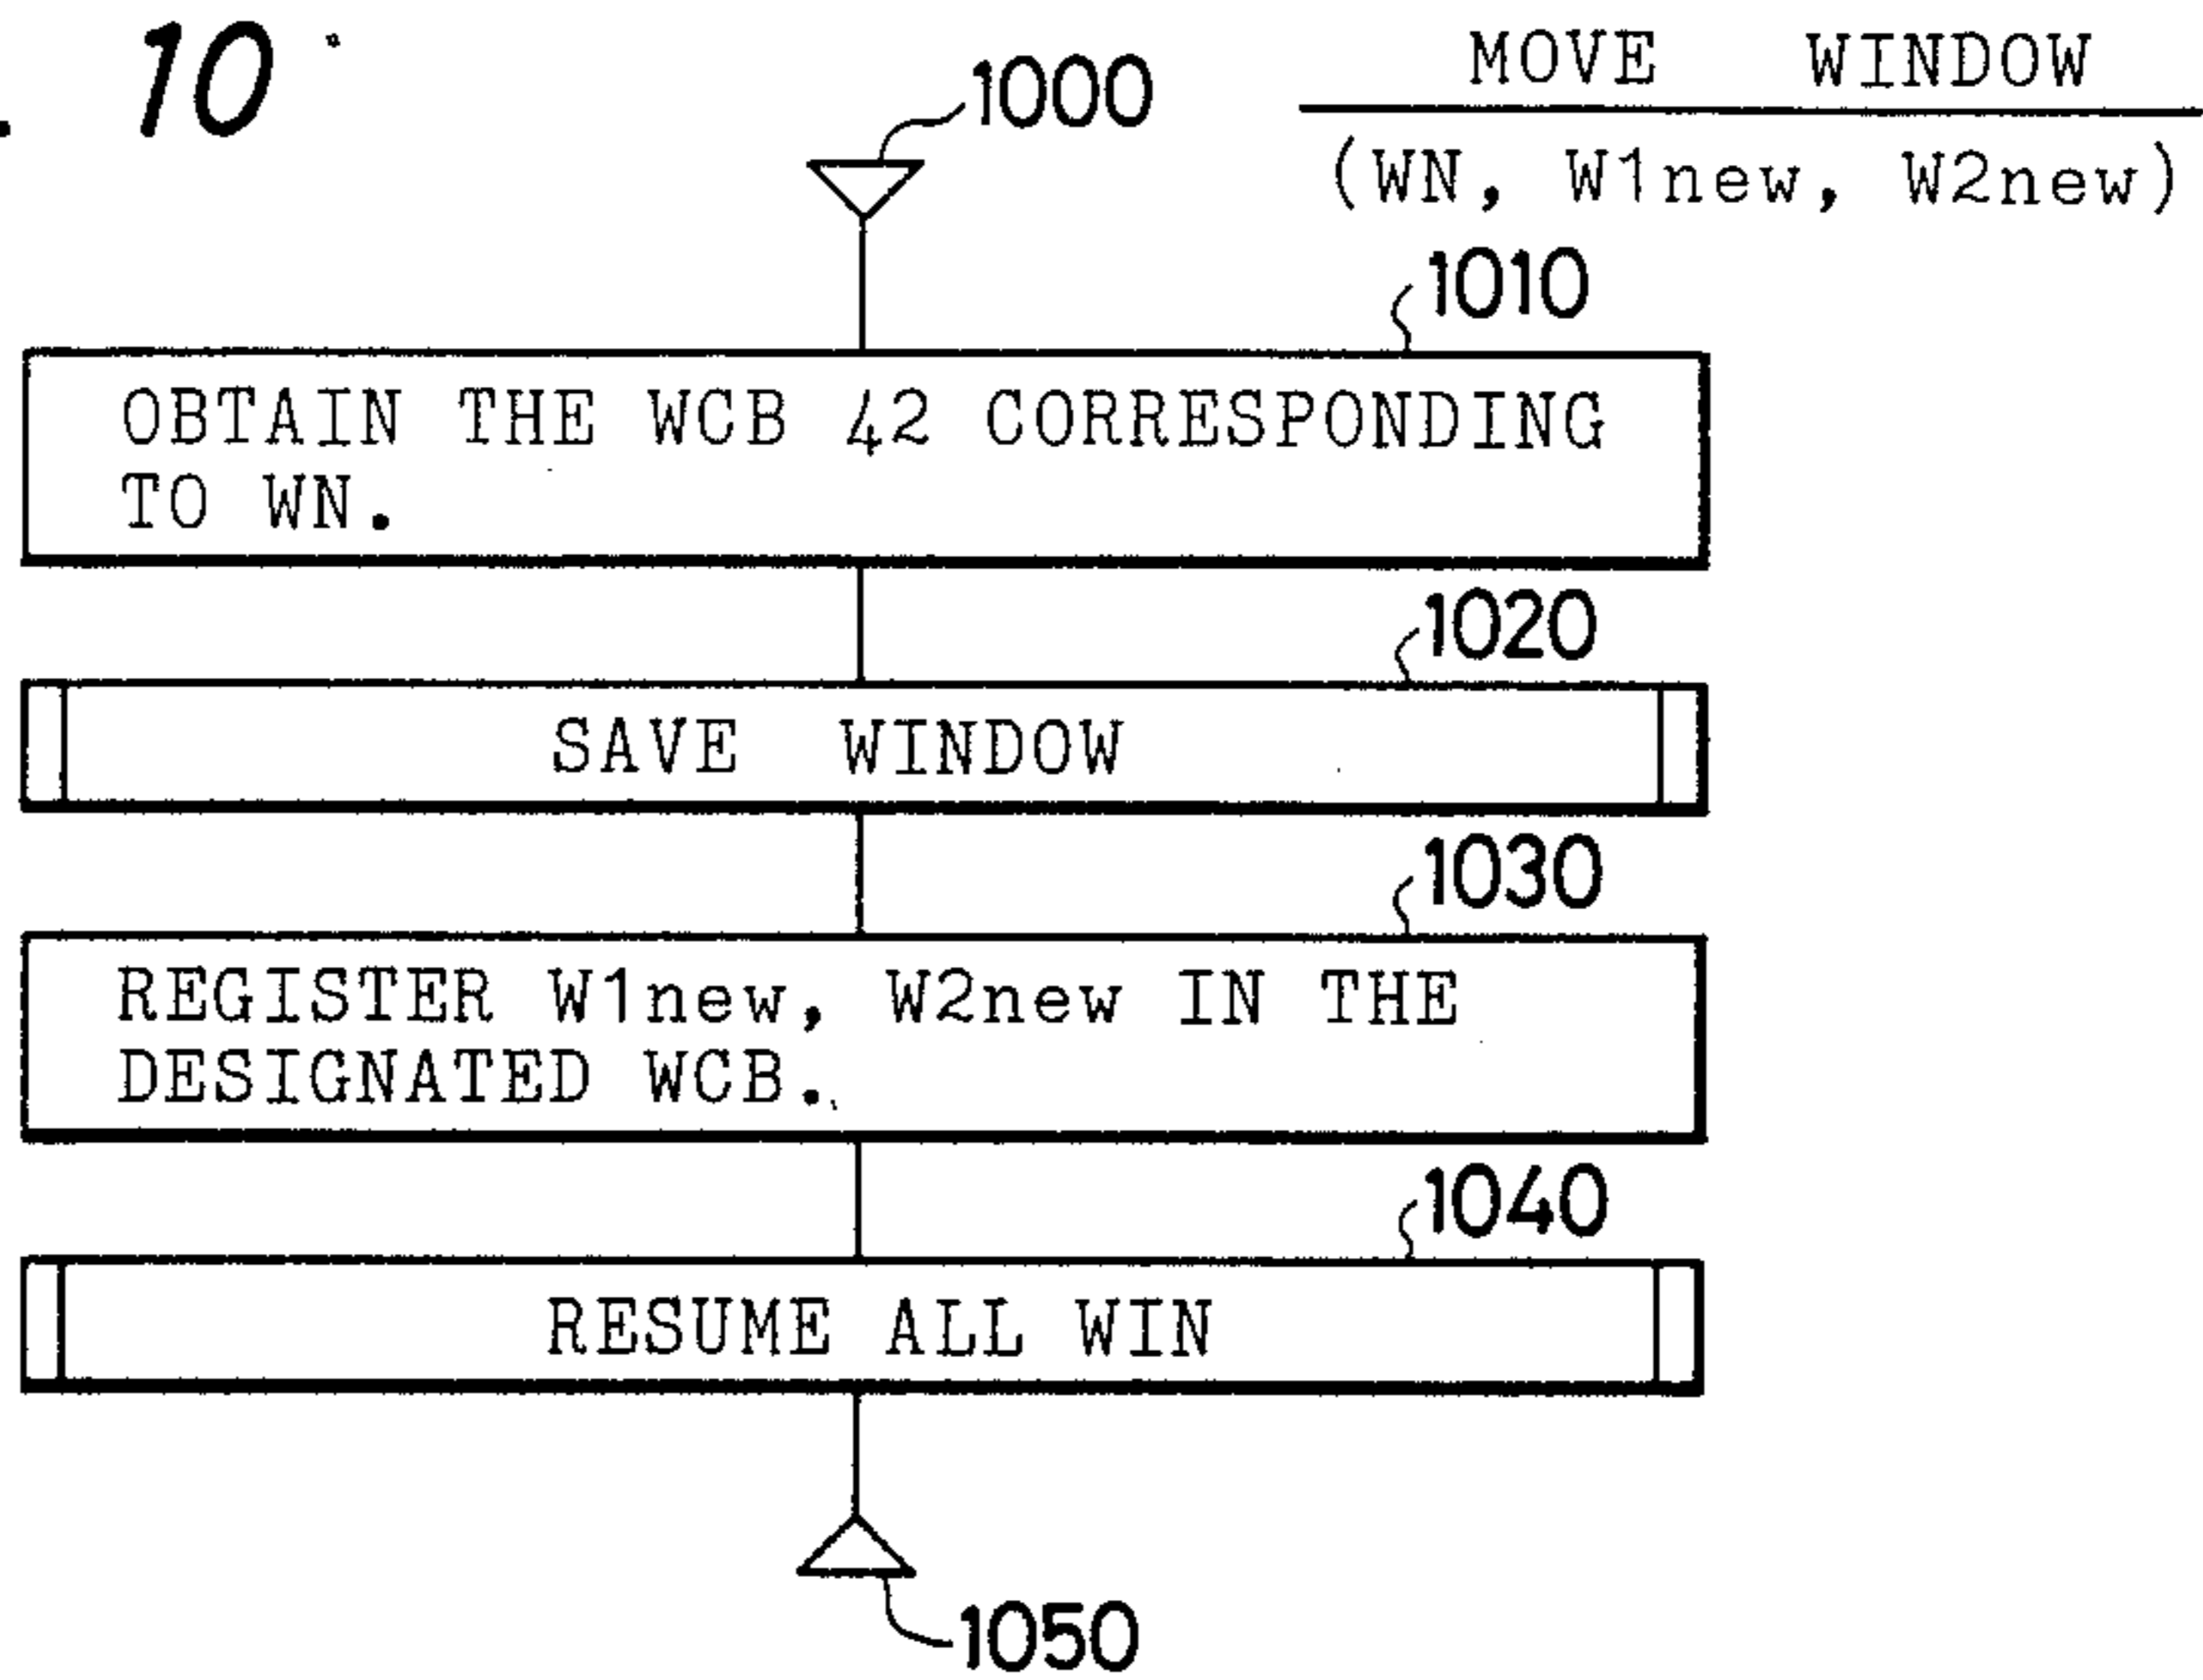 . 10
1000
MOVE WINDOW
(WN, W1new, W2new)
1010
OBTAIN THE WCB 42 CORRESPONDING
TO WN.
1020
SAVE WINDOW
1030
REGISTER W1new, W2new IN THE
DESIGNATED WCB.
1040
RESUME ALL WIN
1050